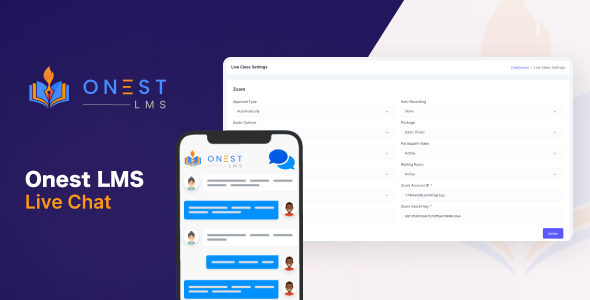 ONEST
LMS
Onest LMS
Live Chat
Live Class Settings
Dashboard / Live Class Settings
Zoom
Approval Type
Automatically
Audio Options
Auto Recording
None
Package
Basic (Free)
Participant Video
Active
Waiting Room
Active
Zoom Account ID *
Zoom Secret Key *
Update
ONEST
LMS